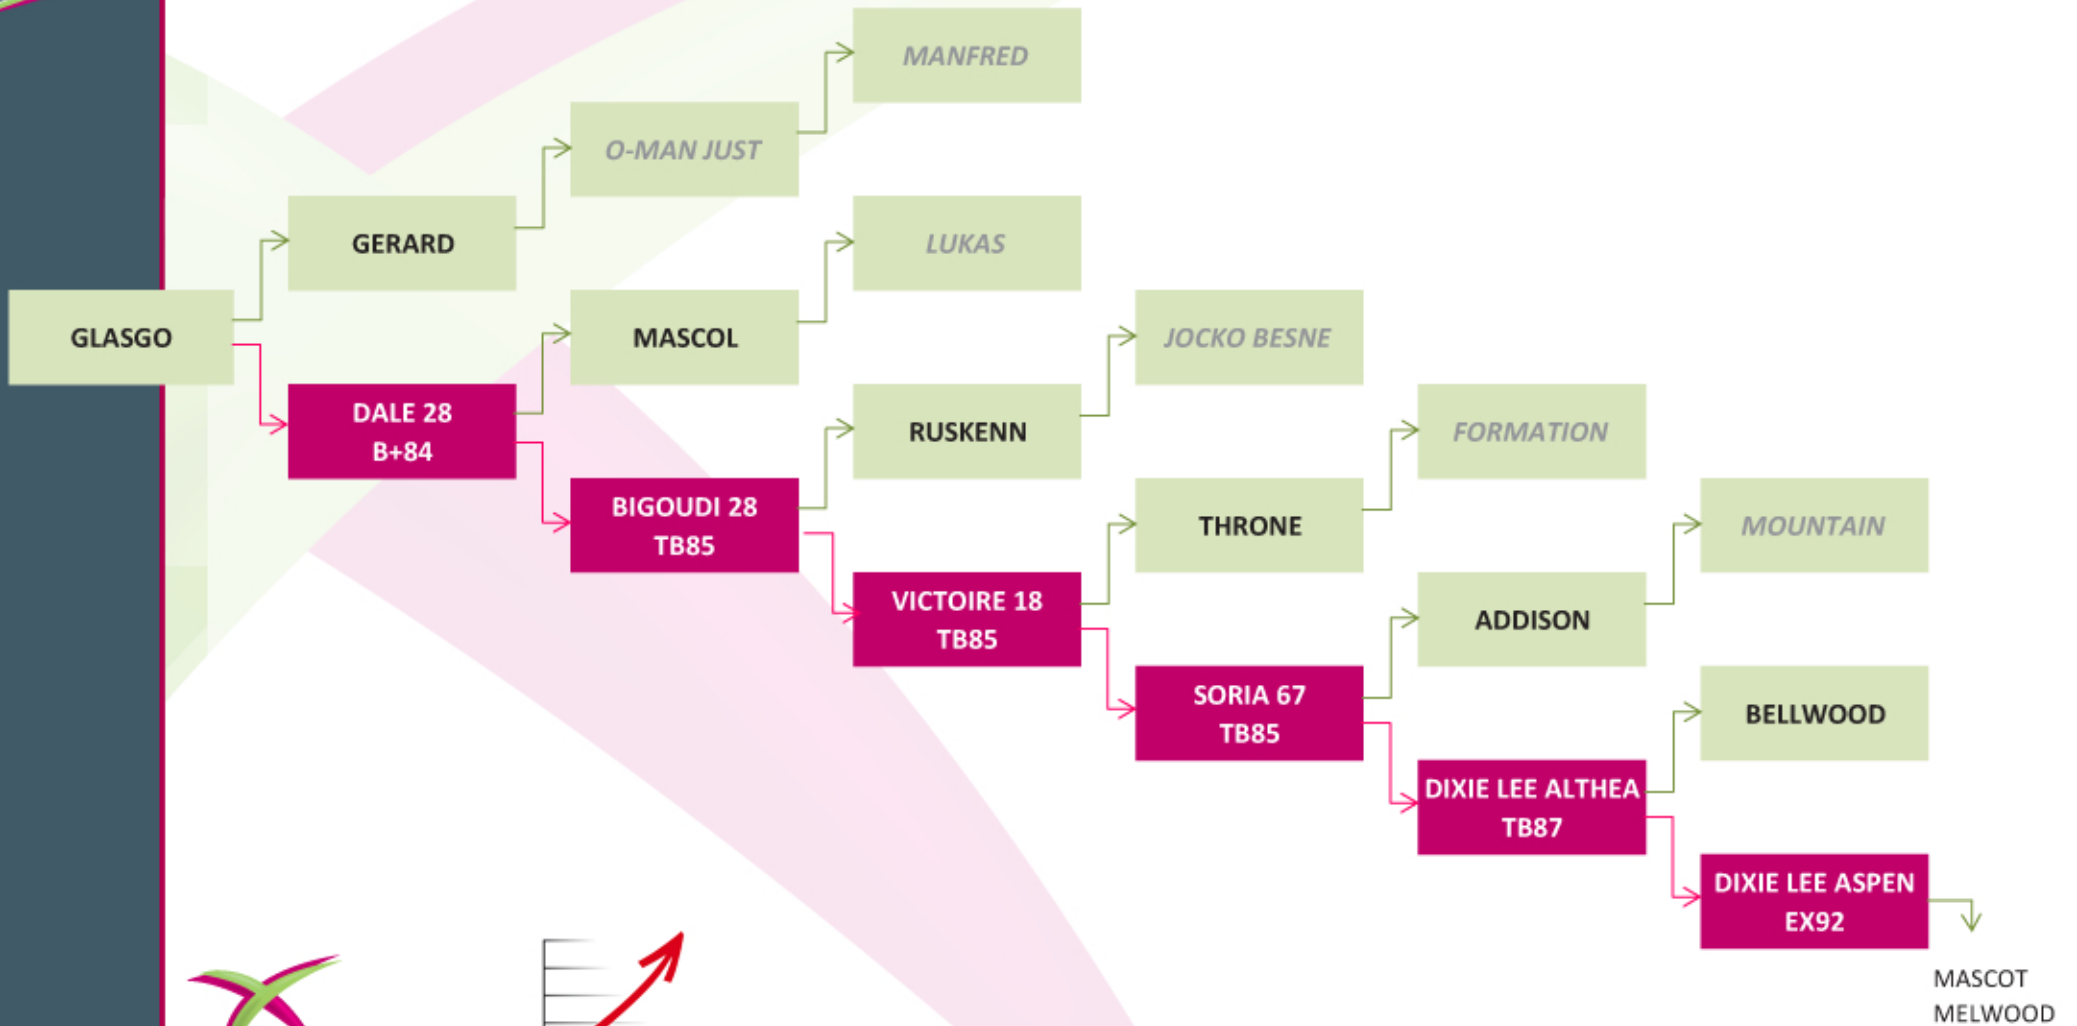 MANFRED
O-MAN JUST
GERARD
LUKAS
GLASGO
MASCOL
JOCKO BESNE
DALE 28
B+84
RUSKENN
FORMATION
BIGOUDI 28
TB85
THRONE
MOUNTAIN
VICTOIRE 18
TB85
ADDISON
SORIA 67
TB85
BELLWOOD
DIXIE LEE ALTHEA
TB87
DIXIE LEE ASPEN
EX92
MASCOT
MELWOOD